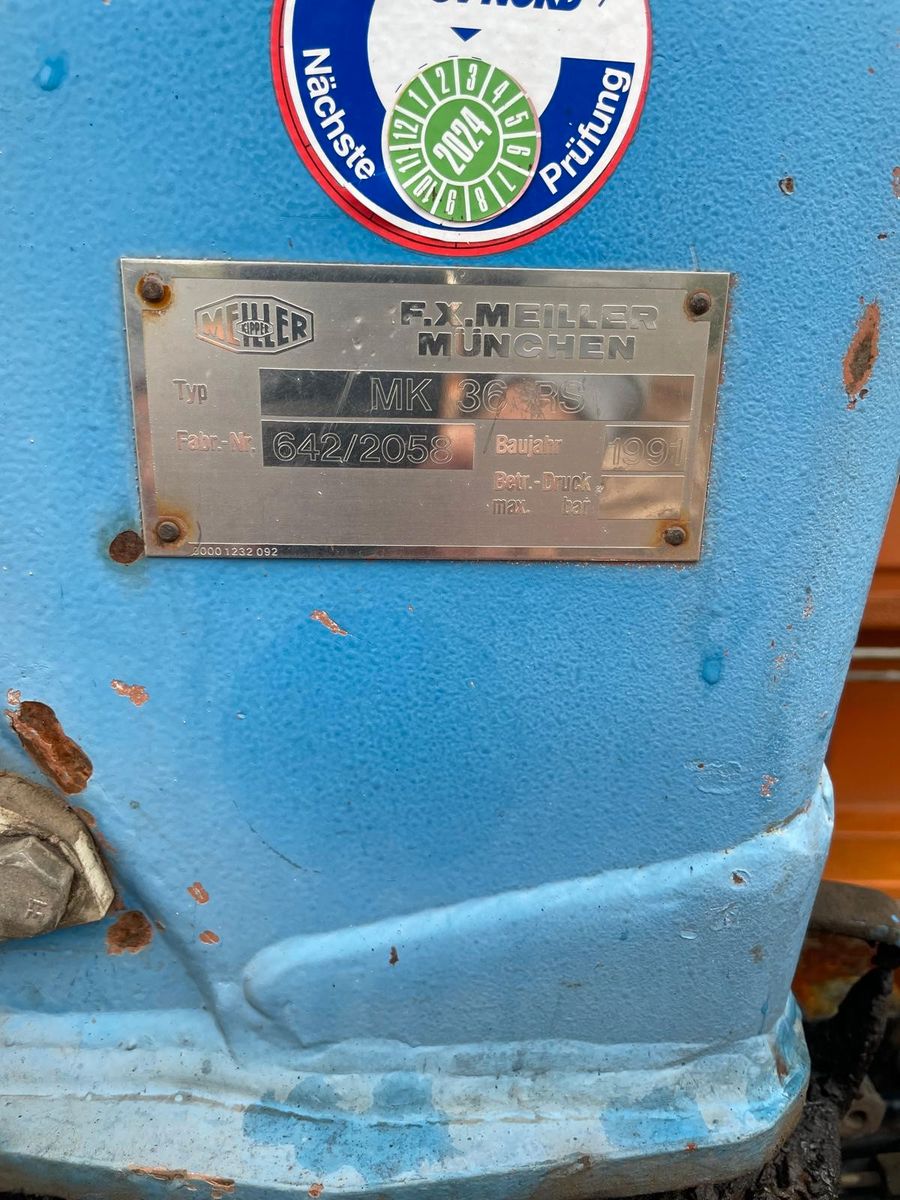 NORD
Nächste
Prüfung
1 2 3 4 5 6 7 8 9 10 11 12
2024
MEILLER
KIPPER
F.X.MEILLER
MÜNCHEN
Typ MK 36 RS
Fabr.-Nr. 642/2058 Baujahr 1991
Betr.-Druck
max. bar
2000 1232 092